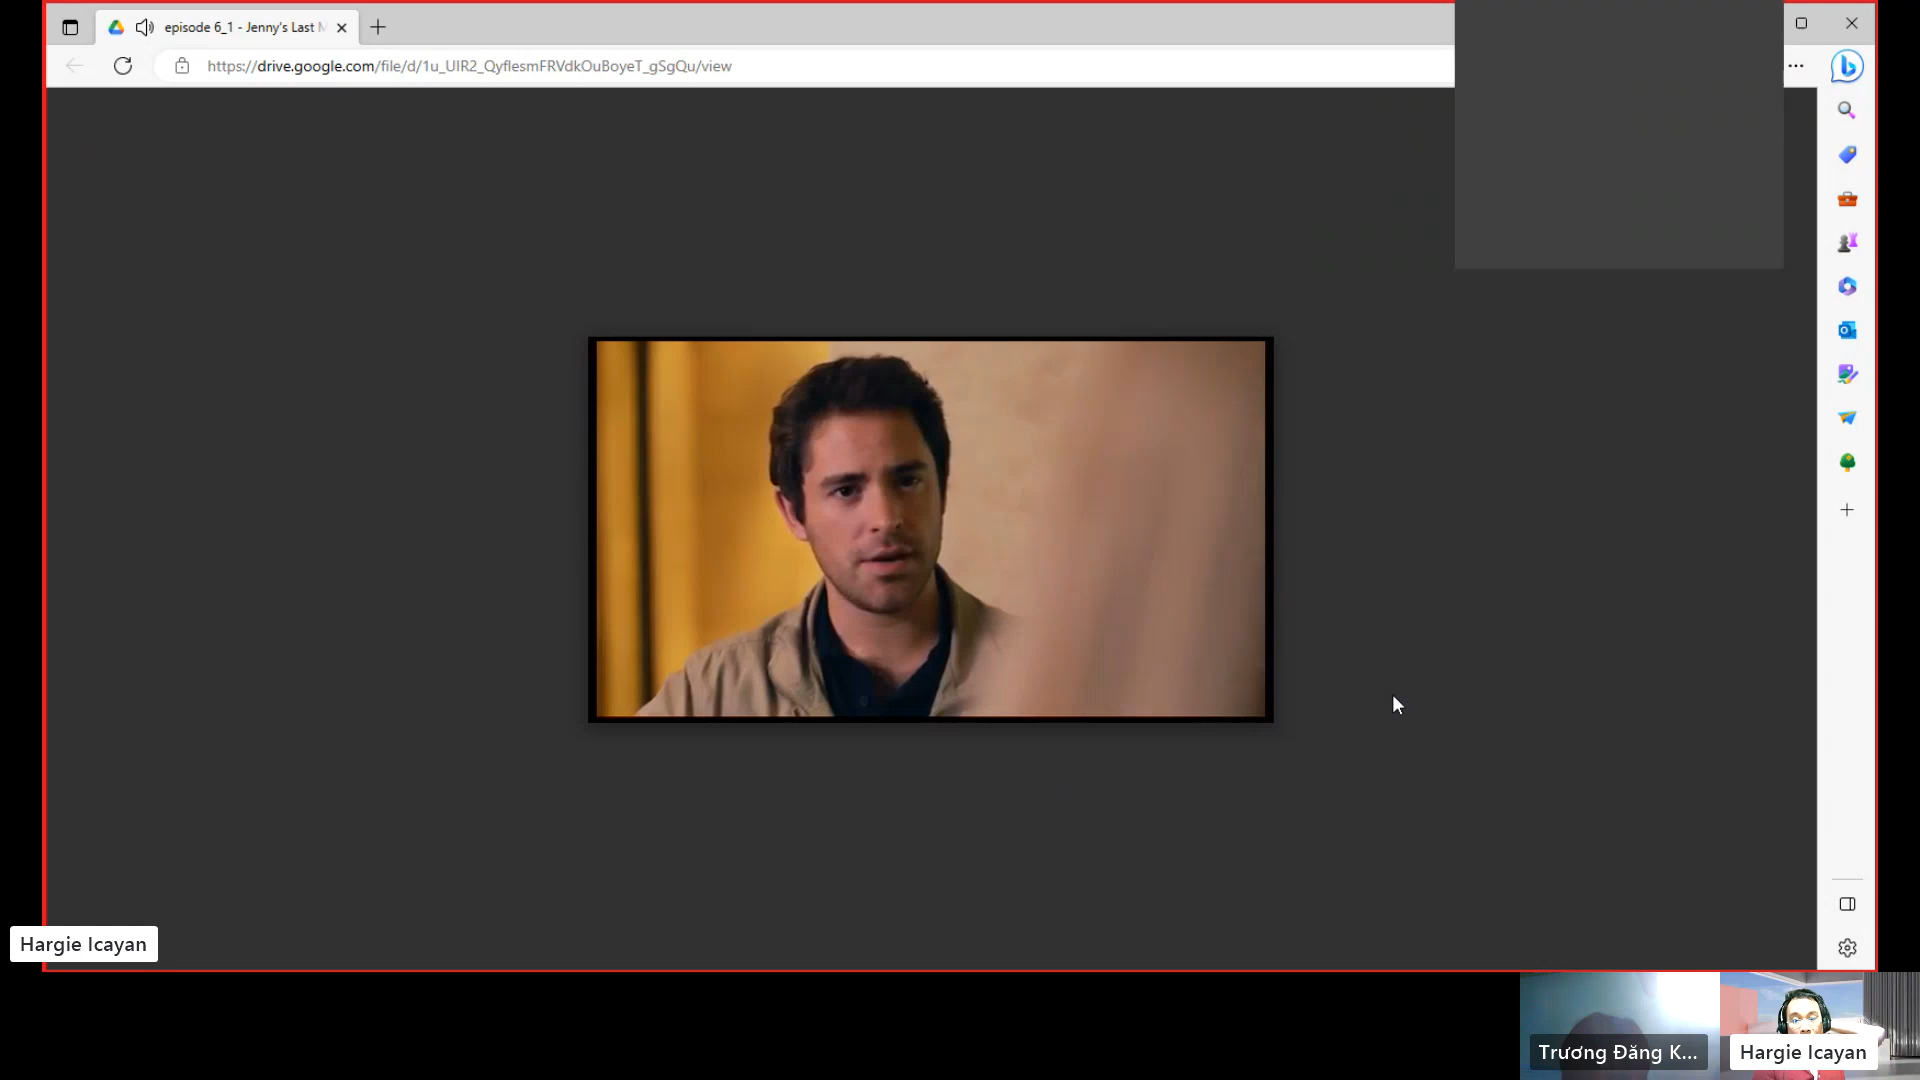 episode 6_1 - Jenny's Last M
https://drive.google.com/file/d/1u_UIR2_QyflesmFRVdkOuBoyeT_gSgQu/view
Hargie Icayan
Trương Đăng K...
Hargie Icayan